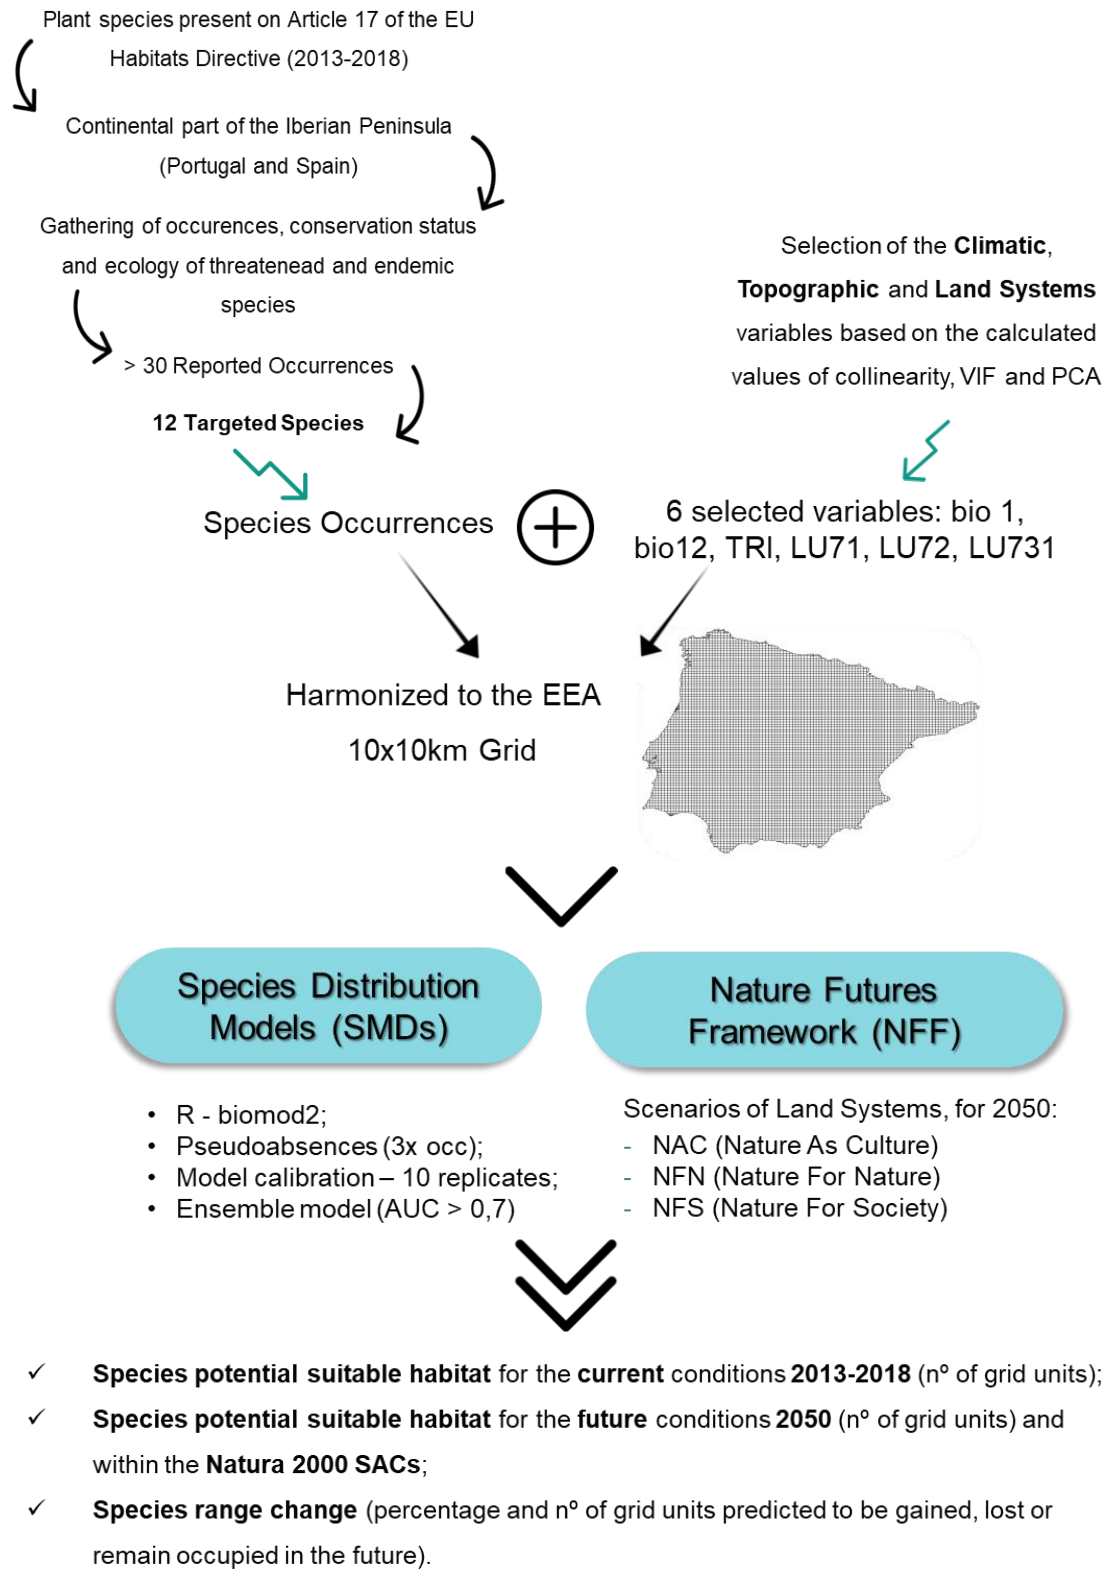 Plant species present on Article 17 of the EU
Habitats Directive (2013-2018)
Continental part of the Iberian Peninsula
(Portugal and Spain)
Gathering of occurences, conservation status
and ecology of threatenead and endemic
species
> 30 Reported Occurrences
12 Targeted Species
Selection of the Climatic,
Topographic and Land Systems
variables based on the calculated
values of collinearity, VIF and PCA
Species Occurrences
6 selected variables: bio 1,
bio12, TRI, LU71, LU72, LU731
Harmonized to the EEA
10x10km Grid
Species Distribution
Models (SMDs)
• R - biomod2;
• Pseudoabsences (3x occ);
• Model calibration – 10 replicates;
• Ensemble model (AUC > 0,7)
Nature Futures
Framework (NFF)
Scenarios of Land Systems, for 2050:
- NAC (Nature As Culture)
- NFN (Nature For Nature)
- NFS (Nature For Society)
✓ Species potential suitable habitat for the current conditions 2013-2018 (nº of grid units);
✓ Species potential suitable habitat for the future conditions 2050 (nº of grid units) and
within the Natura 2000 SACs;
✓ Species range change (percentage and nº of grid units predicted to be gained, lost or
remain occupied in the future).